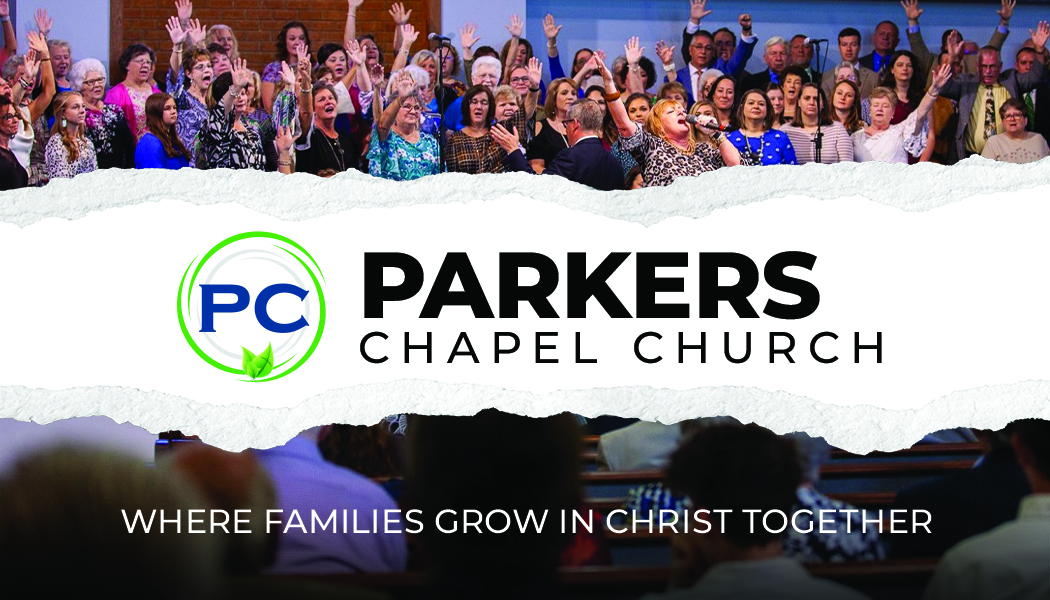 PC
PARKERS
CHAPEL CHURCH
WHERE FAMILIES GROW IN CHRIST TOGETHER